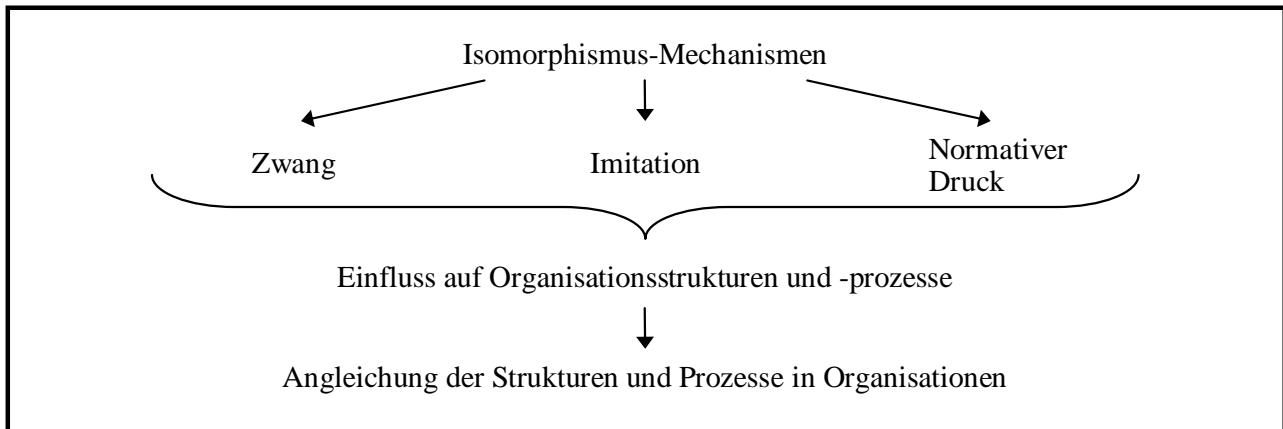 Isomorphismus-Mechanismen
Zwang
Imitation
Normativer
Druck
Einfluss auf Organisationsstrukturen und -prozesse
Angleichung der Strukturen und Prozesse in Organisationen